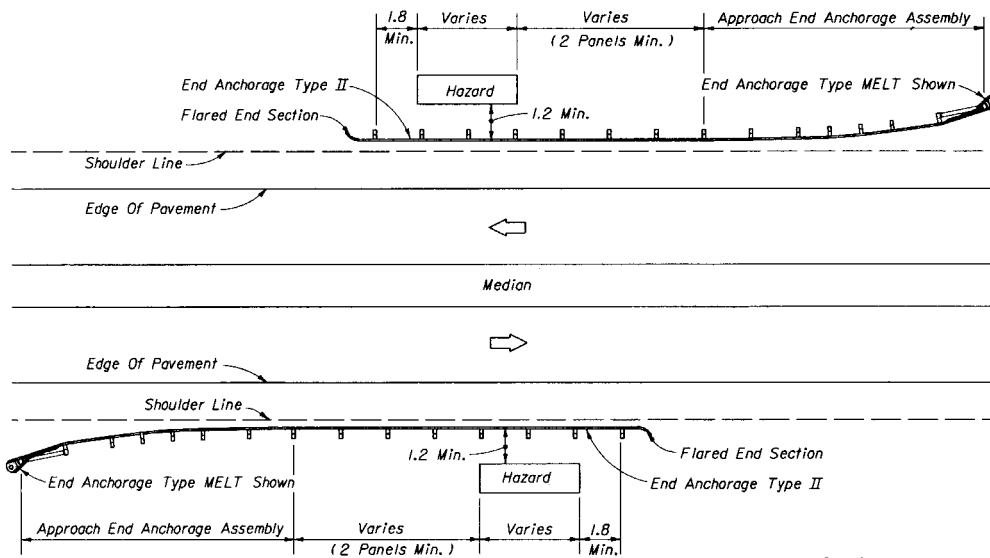 1.8
Min.
Varies
Varies
(2 Panels Min.)
Approach End Anchorage Assembly
End Anchorage Type II
Hazard
End Anchorage Type MELT Shown
Flared End Section
1.2 Min.
Shoulder Line
Edge Of Pavement
Median
Edge Of Pavement
Shoulder Line
1.2 Min.
Flared End Section
End Anchorage Type MELT Shown
Hazard
End Anchorage Type II
Approach End Anchorage Assembly
Varies
(2 Panels Min.)
Varies
1.8
Min.